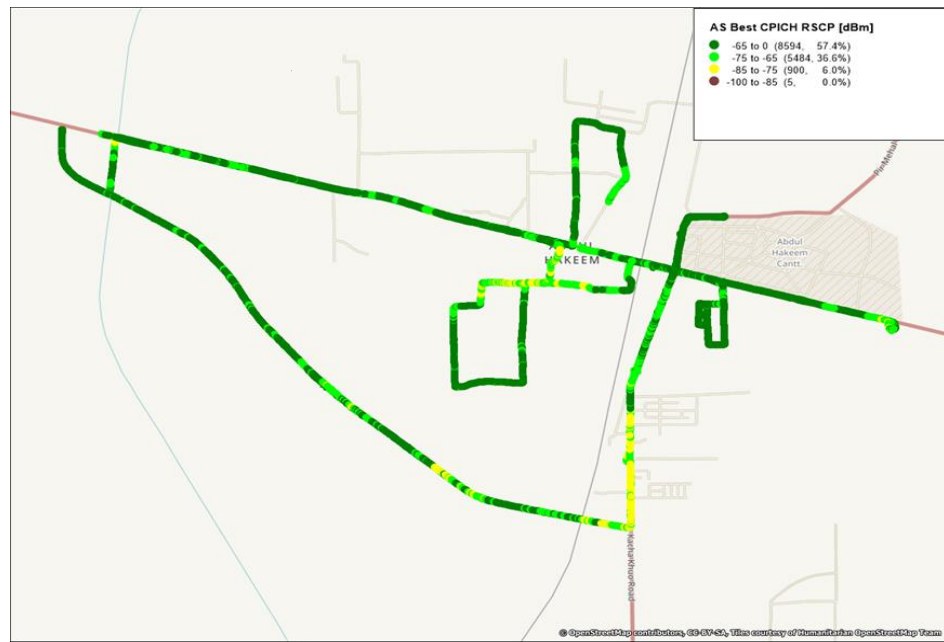 AS Best CPICH RSCP [dBm]
-65 to 0 (8594, 57.4%)
-75 to -65 (5484, 36.6%)
-85 to -75 (900, 6.0%)
-100 to -85 (5, 0.0%)
HAKEEM
Abdul
Hakeem
Cantt.
KachaKhuo Road
© OpenStreetMap contributors, CC-BY-SA, Tiles courtesy of Humanitarian OpenStreetMap Team